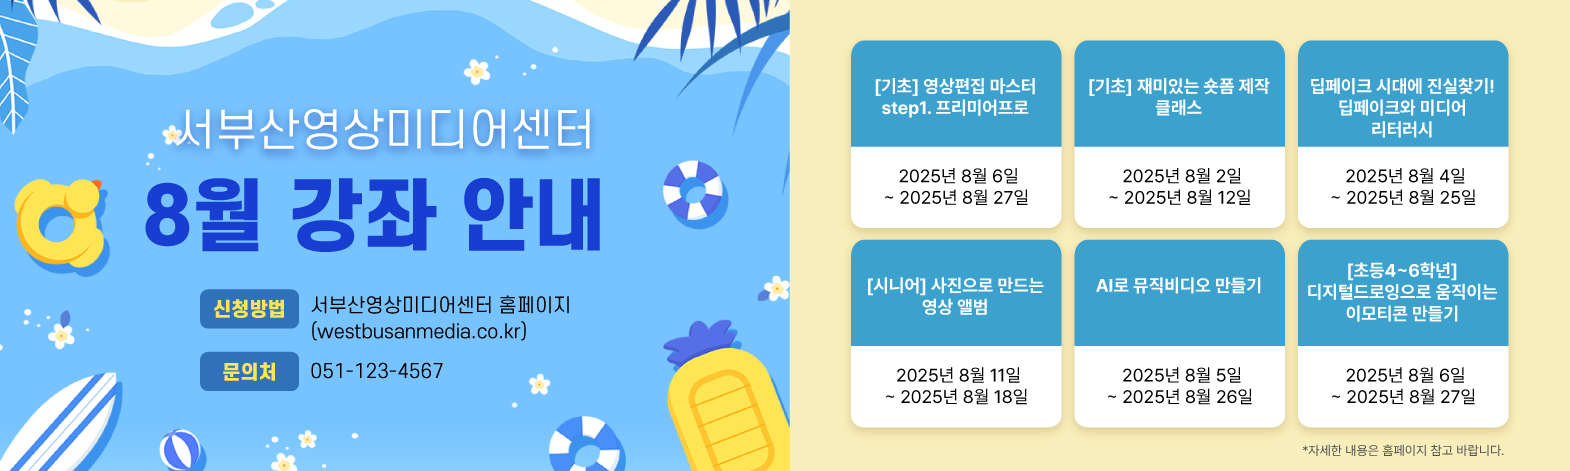 서부산영상미디어센터
8월 강좌 안내
신청방법 서부산영상미디어센터 홈페이지
(westbusanmedia.co.kr)
문의처 051-123-4567
[기초] 영상편집 마스터
step1. 프리미어프로
2025년 8월 6일
~ 2025년 8월 27일
[기초] 재미있는 숏폼 제작
클래스
2025년 8월 2일
~ 2025년 8월 12일
딥페이크 시대에 진실찾기!
딥페이크와 미디어
리터러시
2025년 8월 4일
~ 2025년 8월 25일
[시니어] 사진으로 만드는
영상 앨범
2025년 8월 11일
~ 2025년 8월 18일
AI로 뮤직비디오 만들기
2025년 8월 5일
~ 2025년 8월 26일
[초등4~6학년]
디지털드로잉으로 움직이는
이모티콘 만들기
2025년 8월 6일
~ 2025년 8월 27일
*자세한 내용은 홈페이지 참고 바랍니다.